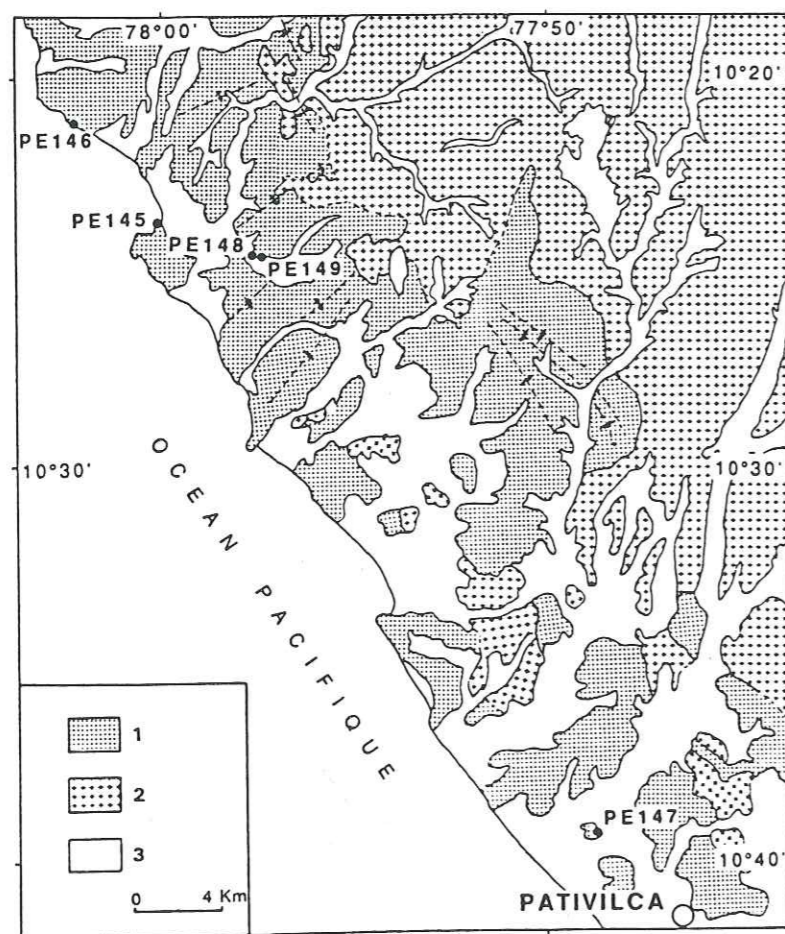 78°00'
77°50'
10°20'
PE146
PE145
PE148
PE149
10°30'
10°30'
OCEAN PACIFIQUE
1
2
3
0 4 Km
PE147
10°40'
PATIVILCA